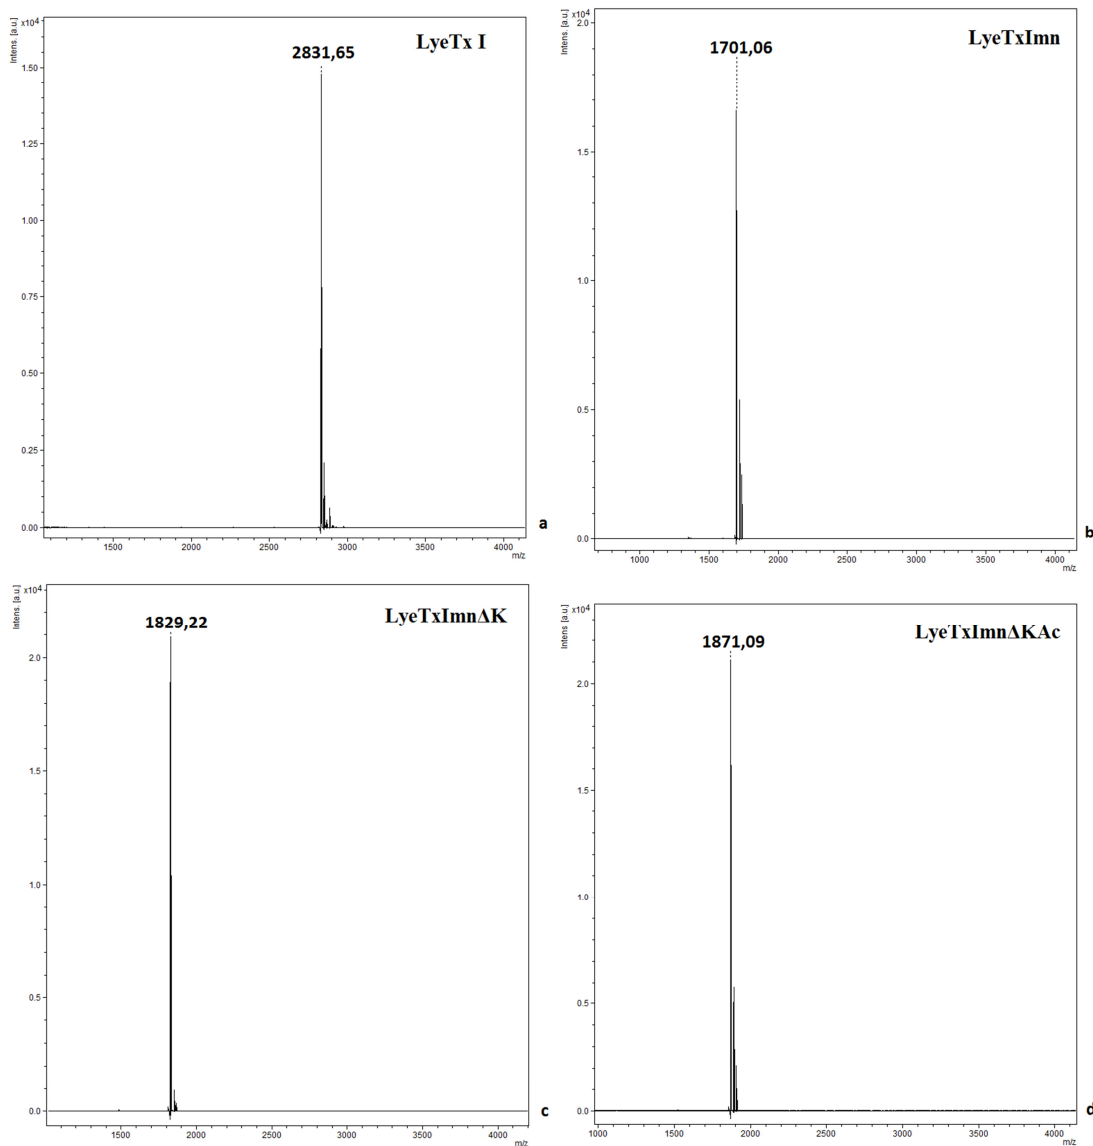 Intens. [a.u.]
x10⁴
LyeTx I
2831,65
1.50
1.25
1.00
0.75
0.50
0.25
0.00
1500
2000
2500
3000
3500
4000
m/z
a
Intens. [a.u.]
x10⁴
LyeTxImn
1701,06
2.0
1.5
1.0
0.5
0.0
1000
1500
2000
2500
3000
3500
4000
m/z
b
Intens. [a.u.]
x10⁴
LyeTxImnΔK
1829,22
2.0
1.5
1.0
0.5
0.0
1500
2000
2500
3000
3500
4000
m/z
c
Intens. [a.u.]
x10⁴
LyeTxImnΔKAc
1871,09
2.0
1.5
1.0
0.5
0.0
1000
1500
2000
2500
3000
3500
4000
m/z
d